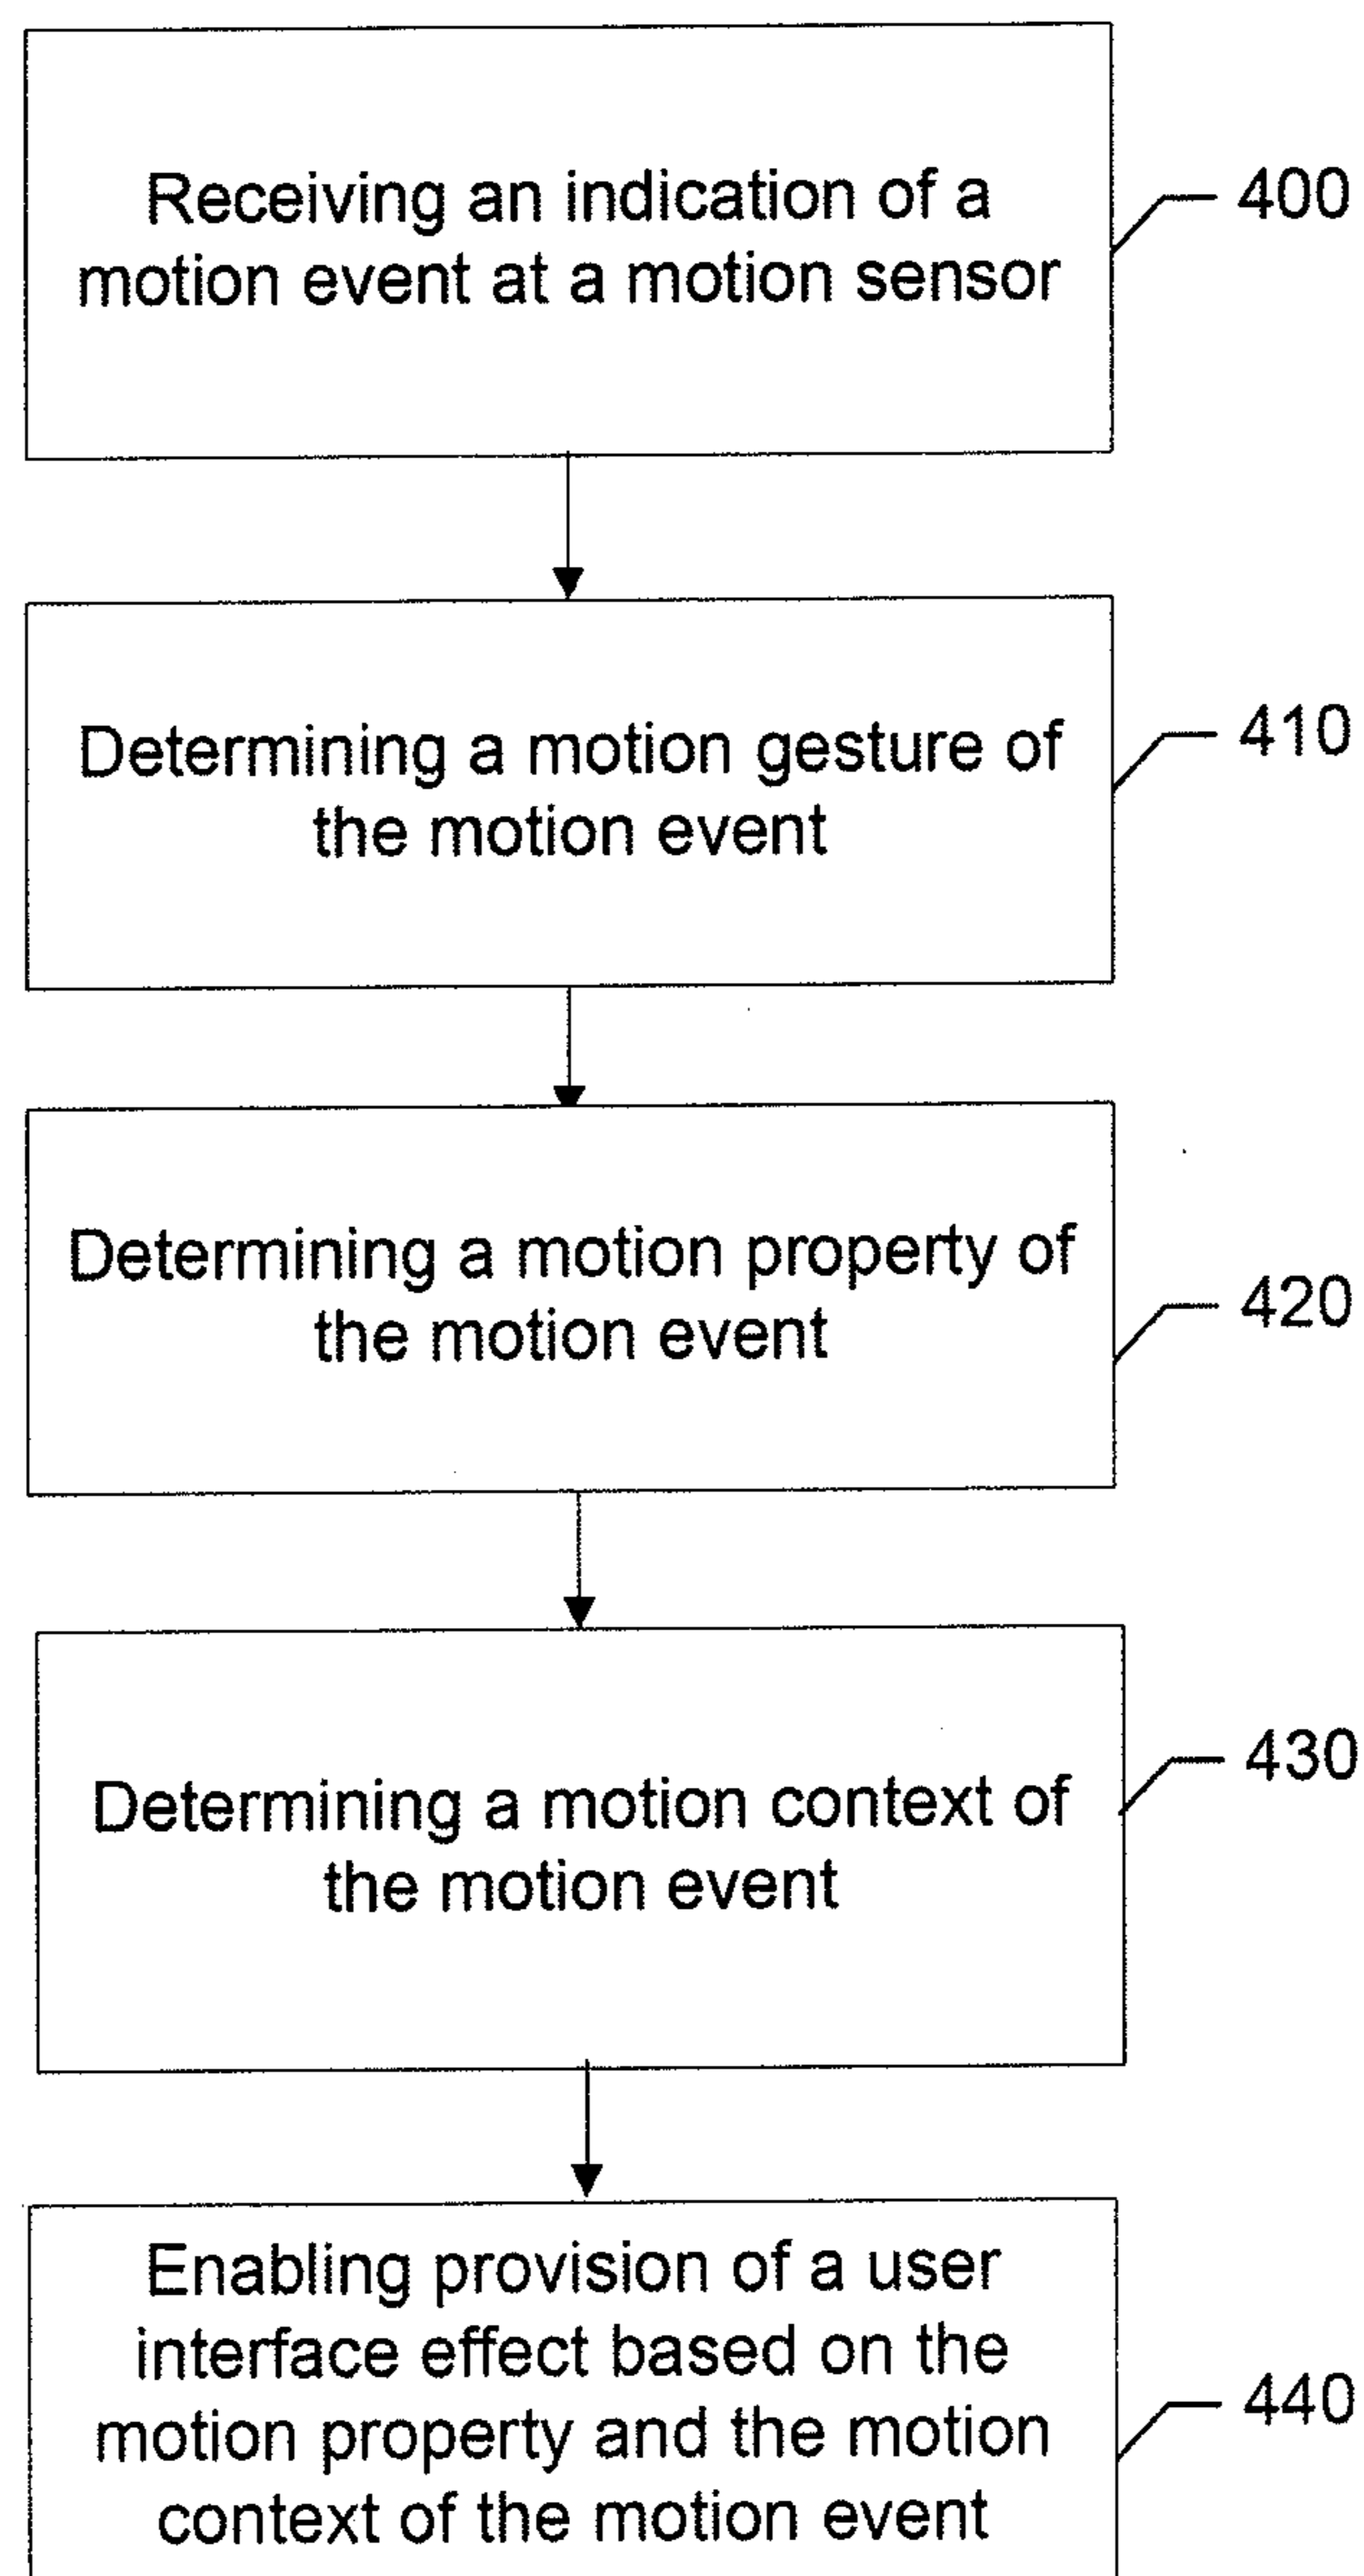 Receiving an indication of a
motion event at a motion sensor
400
Determining a motion gesture of
the motion event
410
Determining a motion property of
the motion event
420
Determining a motion context of
the motion event
430
Enabling provision of a user
interface effect based on the
motion property and the motion
context of the motion event
440